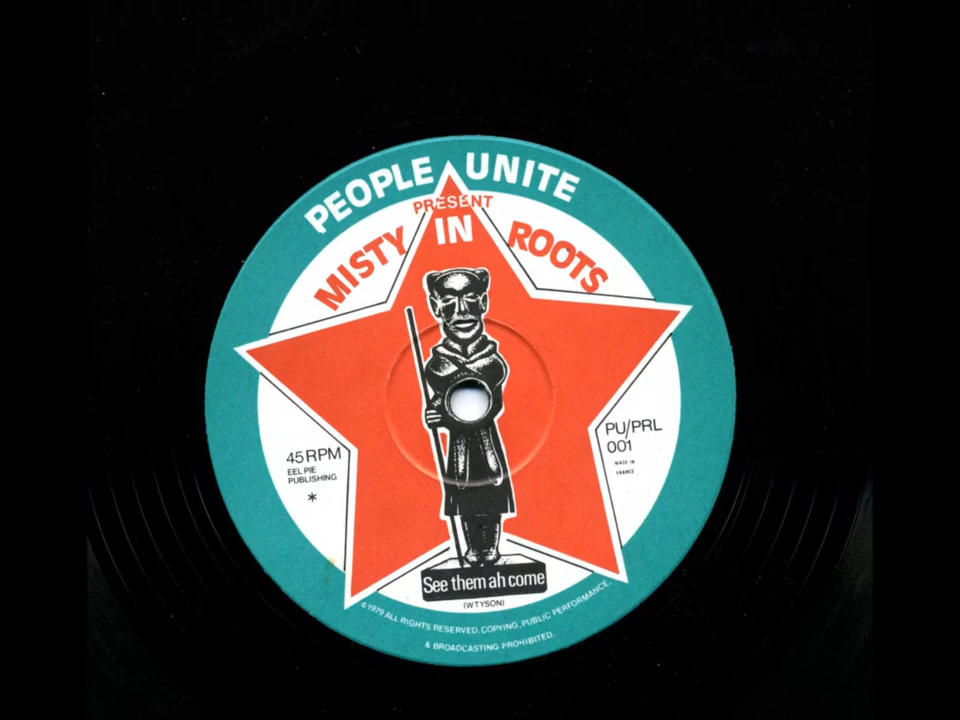 PEOPLE UNITE
PRESENT
MISTY IN ROOTS
45 RPM
EEL PIE
PUBLISHING
*
PU/PRL
001
MADE IN
FRANCE
See them ah come
(WTYSON)
©1979 ALL RIGHTS RESERVED. COPYING, PUBLIC PERFORMANCE,
& BROADCASTING PROHIBITED.